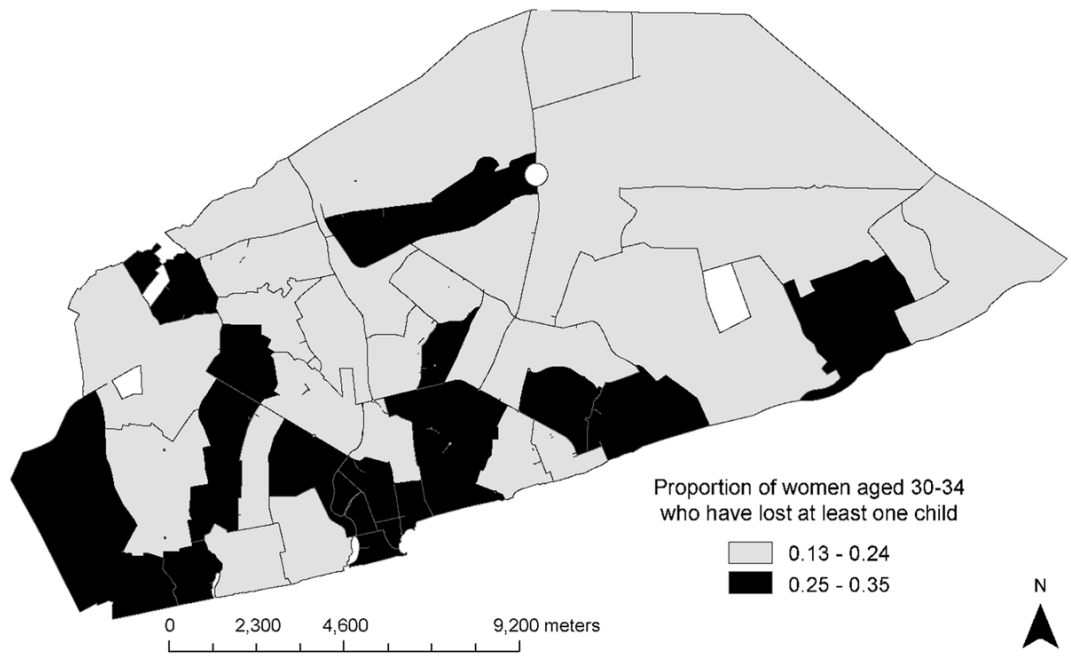 Proportion of women aged 30-34
who have lost at least one child
0.13 - 0.24
0.25 - 0.35
N
0 2,300 4,600 9,200 meters